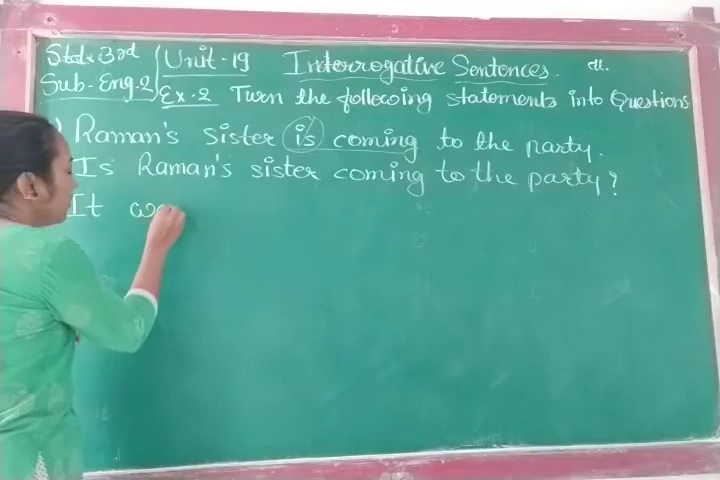 Std:- 3rd Unit - 19 Interrogative Sentences. dt.
Sub- Eng.2 Ex - 2 Turn the following statements into Questions
) Raman's sister is coming to the party.
Is Raman's sister coming to the party?
It